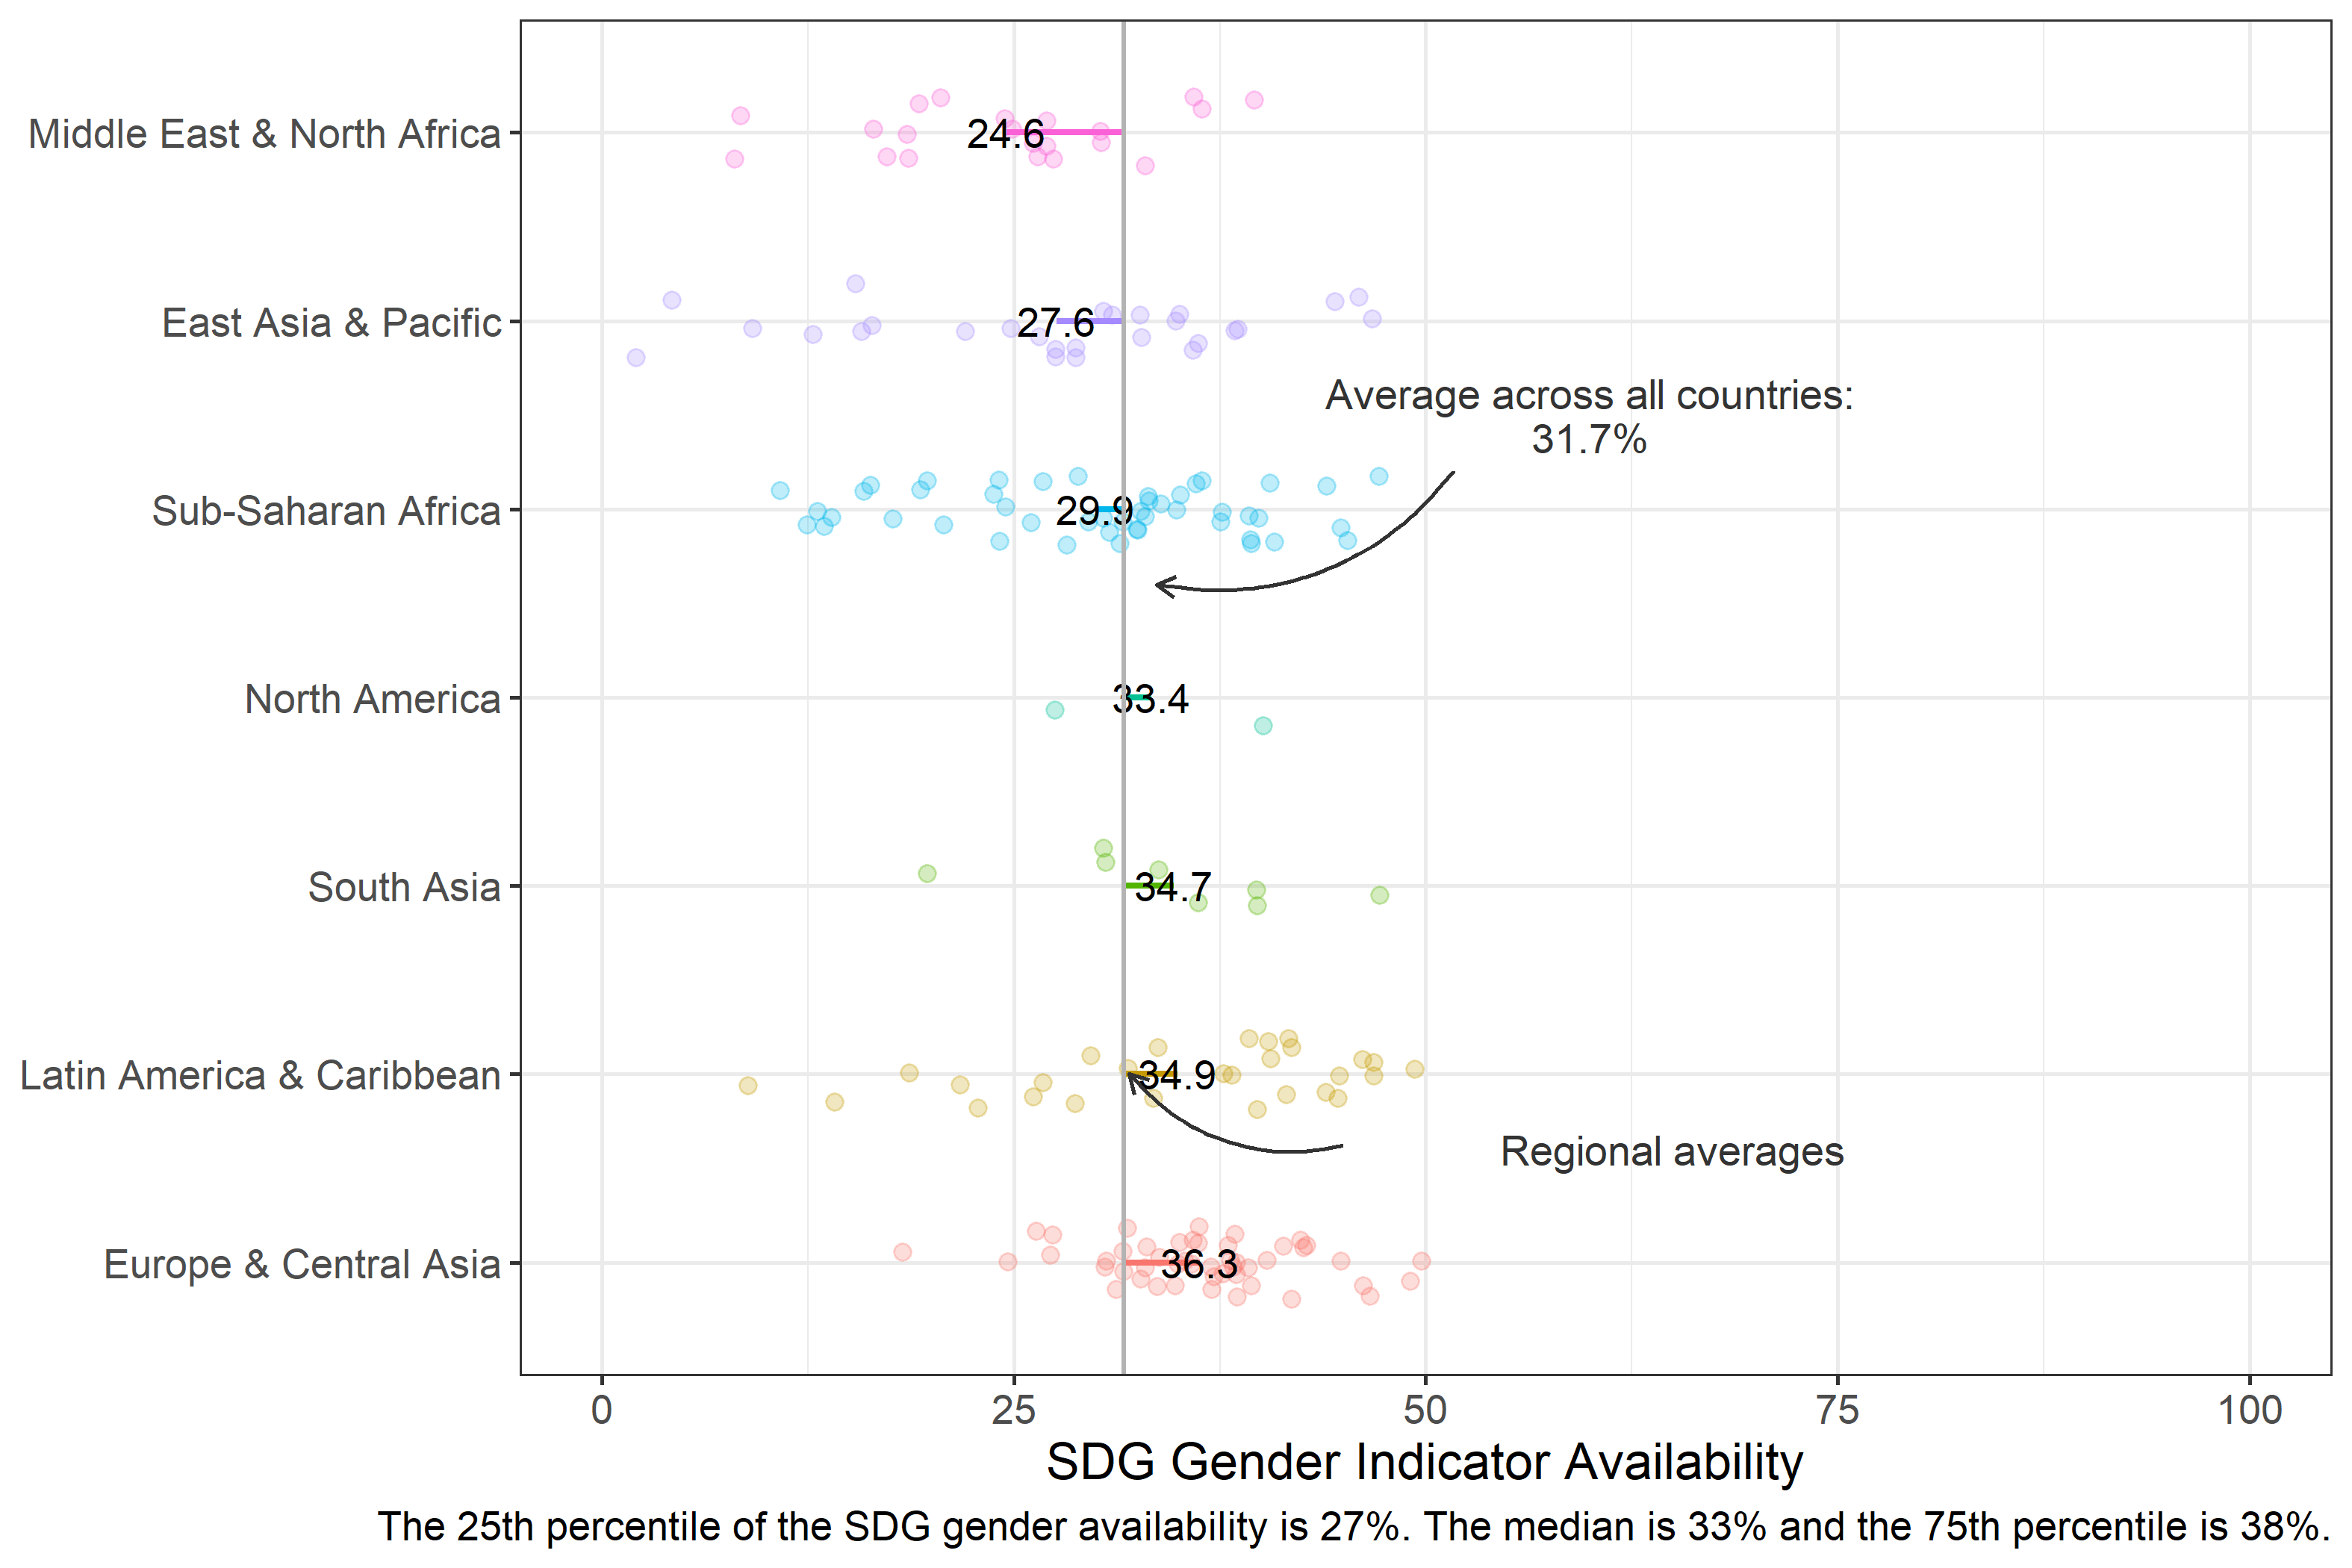 Middle East & North Africa
24.6
East Asia & Pacific
27.6
Average across all countries:
31.7%
Sub-Saharan Africa
29.9
North America
33.4
South Asia
34.7
Latin America & Caribbean
34.9
Regional averages
Europe & Central Asia
36.3
0 25 50 75 100
SDG Gender Indicator Availability
The 25th percentile of the SDG gender availability is 27%. The median is 33% and the 75th percentile is 38%.